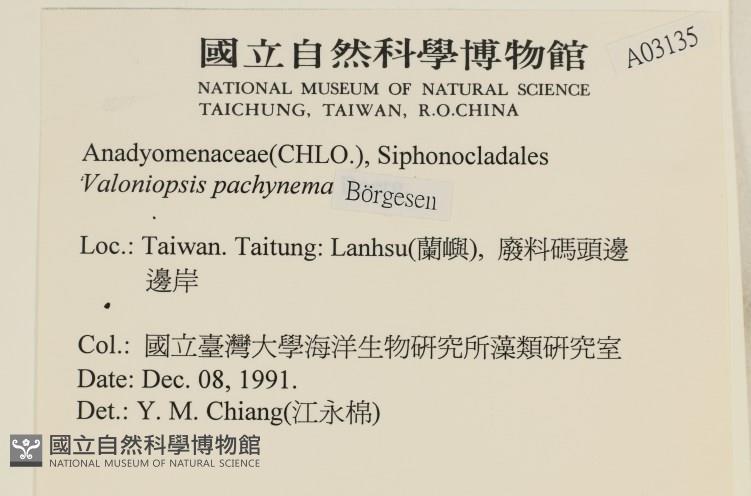 國立自然科學博物館
A03135
NATIONAL MUSEUM OF NATURAL SCIENCE
TAICHUNG, TAIWAN, R.O.CHINA
Anadyomenaceae(CHLO.), Siphonocladales
Valoniopsis pachynema Börgesen
Loc.: Taiwan. Taitung: Lanhsu(蘭嶼), 廢料碼頭邊
邊岸
Col.: 國立臺灣大學海洋生物研究所藻類研究室
Date: Dec. 08, 1991.
Det.: Y. M. Chiang(江永棉)
國立自然科學博物館
NATIONAL MUSEUM OF NATURAL SCIENCE